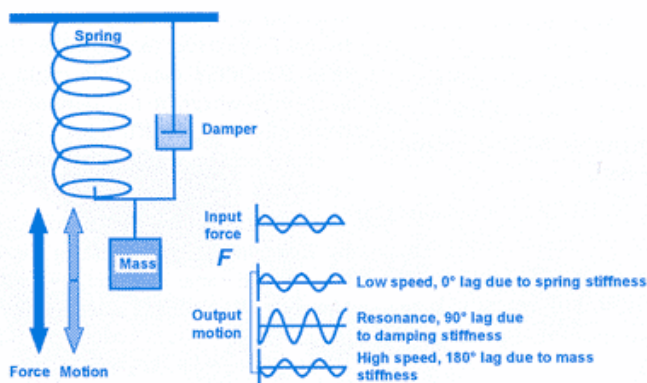 Spring
Damper
Mass
Force Motion
Input
force
F
Output
motion
Low speed, 0° lag due to spring stiffness
Resonance, 90° lag due
to damping stiffness
High speed, 180° lag due to mass
stiffness